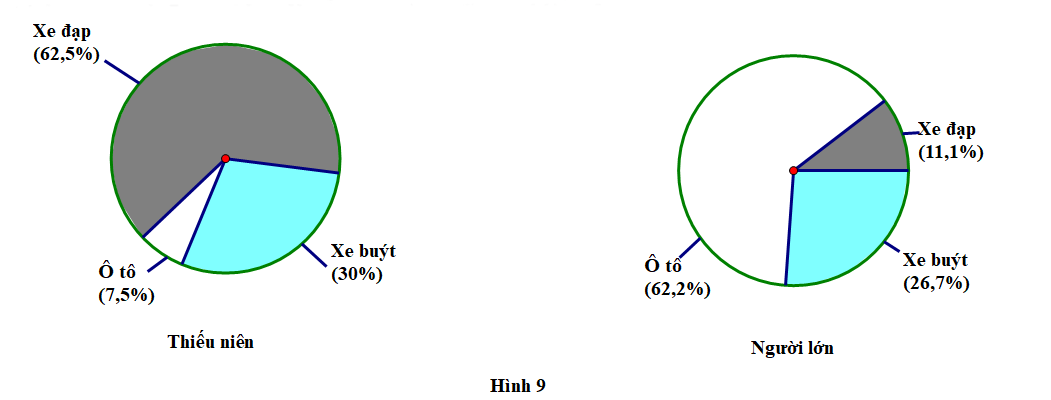 Xe đạp
(62,5%)
Ô tô
(7,5%)
Xe buýt
(30%)
Thiếu niên
Xe đạp
(11,1%)
Ô tô
(62,2%)
Xe buýt
(26,7%)
Người lớn
Hình 9